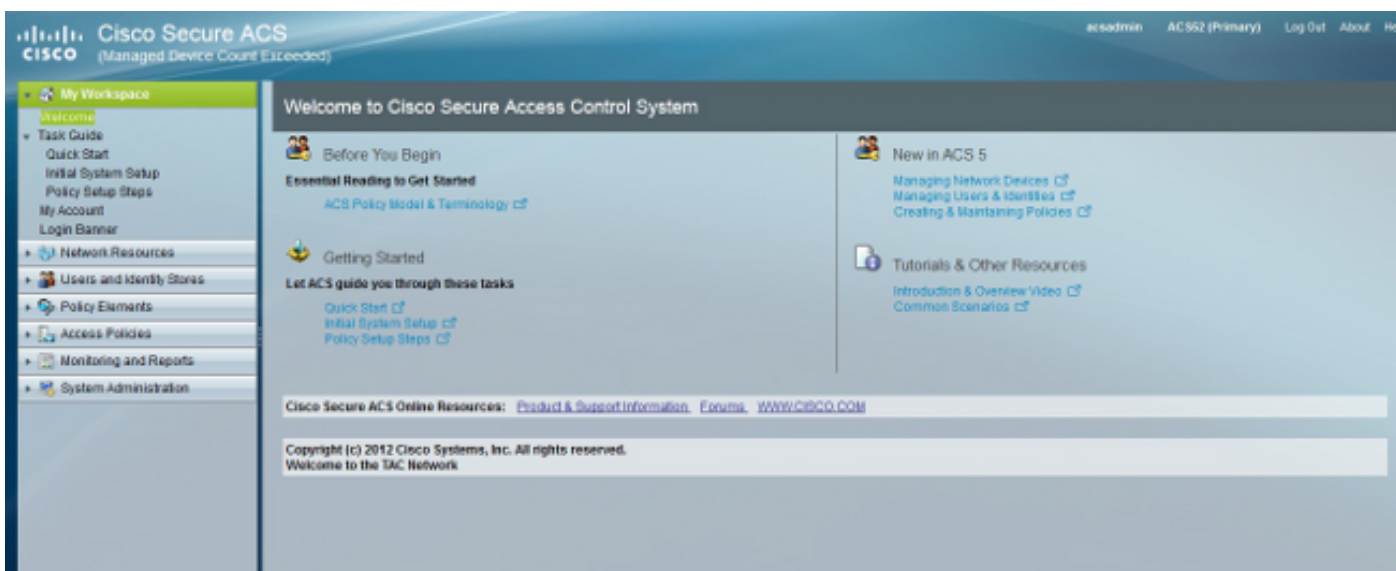 Cisco Secure ACS
CISCO (Managed Device Count Exceeded)
acsadmin ACS52 (Primary) Log Out About He
My Workspace
Welcome
Task Guide
Quick Start
Initial System Setup
Policy Setup Steps
My Account
Login Banner
Network Resources
Users and Identity Stores
Policy Elements
Access Policies
Monitoring and Reports
System Administration
Welcome to Cisco Secure Access Control System
Before You Begin
Essential Reading to Get Started
ACS Policy Model & Terminology
Getting Started
Let ACS guide you through these tasks
Quick Start
Initial System Setup
Policy Setup Steps
New in ACS 5
Managing Network Devices
Managing Users & Identities
Creating & Maintaining Policies
Tutorials & Other Resources
Introduction & Overview Video
Common Scenarios
Cisco Secure ACS Online Resources: Product & Support Information, Forums, WWW.CISCO.COM
Copyright (c) 2012 Cisco Systems, Inc. All rights reserved.
Welcome to the TAC Network